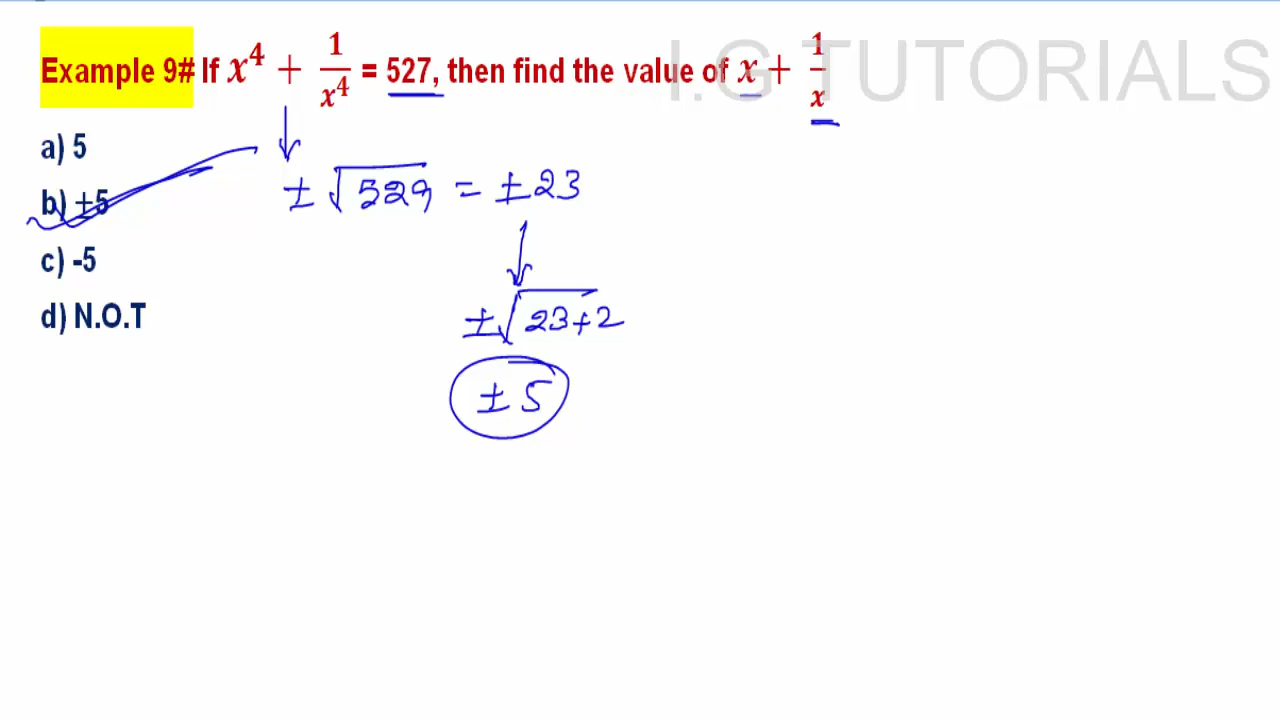 I.G TUTORIALS
Example 9# If x⁴ + 1/x⁴ = 527, then find the value of x + 1/x
a) 5
b) ±5
c) -5
d) N.O.T
± √529 = ±23
± √23+2
± 5